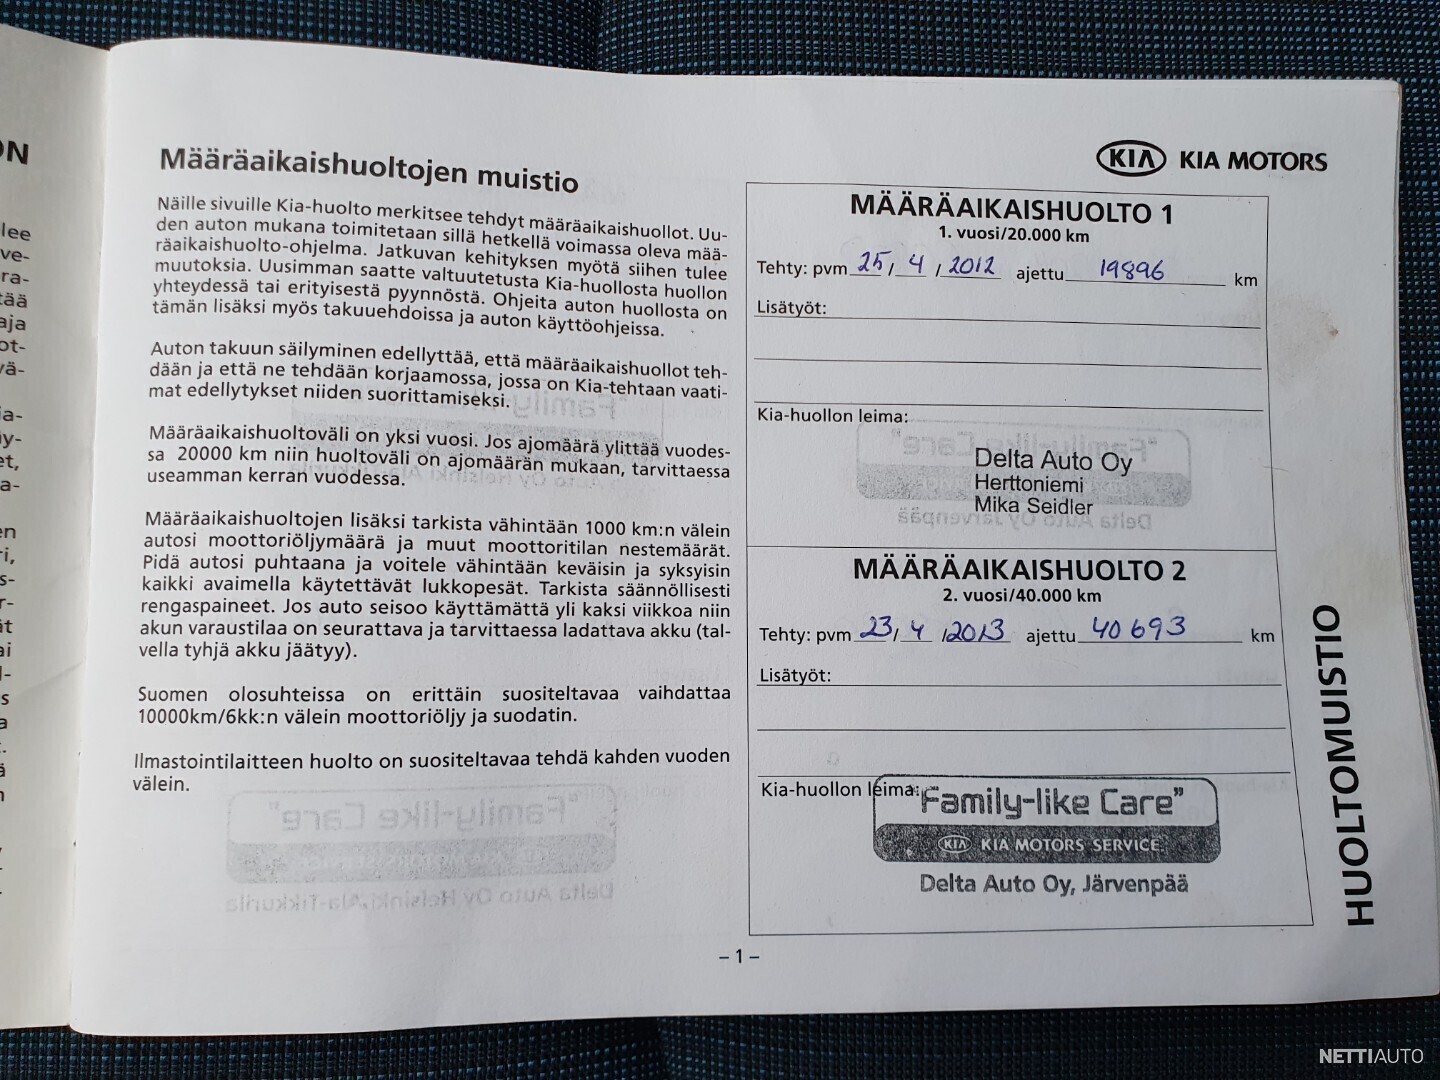 ON
lee
ve-
ra-
tää
aja
ot-
vä-
ia-
äy-
et,
a-
en
ri,
s-
r-
ät
ai
l-
s
a
t.
ä
n
Määräaikaishuoltojen muistio
Näille sivuille Kia-huolto merkitsee tehdyt määräaikaishuollot. Uu-
den auton mukana toimitetaan sillä hetkellä voimassa oleva mää-
räaikaishuolto-ohjelma. Jatkuvan kehityksen myötä siihen tulee
muutoksia. Uusimman saatte valtuutetusta Kia-huollosta huollon
yhteydessä tai erityisestä pyynnöstä. Ohjeita auton huollosta on
tämän lisäksi myös takuuehdoissa ja auton käyttöohjeissa.
Auton takuun säilyminen edellyttää, että määräaikaishuollot teh-
dään ja että ne tehdään korjaamossa, jossa on Kia-tehtaan vaati-
mat edellytykset niiden suorittamiseksi.
Määräaikaishuoltoväli on yksi vuosi. Jos ajomäärä ylittää vuodes-
sa 20000 km niin huoltoväli on ajomäärän mukaan, tarvittaessa
useamman kerran vuodessa.
Määräaikaishuoltojen lisäksi tarkista vähintään 1000 km:n välein
autosi moottoriöljymäärä ja muut moottoritilan nestemäärät.
Pidä autosi puhtaana ja voitele vähintään keväisin ja syksyisin
kaikki avaimella käytettävät lukkopesät. Tarkista säännöllisesti
rengaspaineet. Jos auto seisoo käyttämättä yli kaksi viikkoa niin
akun varaustilaa on seurattava ja tarvittaessa ladattava akku (tal-
vella tyhjä akku jäätyy).
Suomen olosuhteissa on erittäin suositeltavaa vaihdattaa
10000km/6kk:n välein moottoriöljy ja suodatin.
Ilmastointilaitteen huolto on suositeltavaa tehdä kahden vuoden
välein.
KIA KIA MOTORS
MÄÄRÄAIKAISHUOLTO 1
1. vuosi/20.000 km
Tehty: pvm 25 / 4 / 2012 ajettu 19896 km
Lisätyöt:
Kia-huollon leima:
Delta Auto Oy
Herttoniemi
Mika Seidler
MÄÄRÄAIKAISHUOLTO 2
2. vuosi/40.000 km
Tehty: pvm 23 / 4 / 2013 ajettu 40693 km
Lisätyöt:
Kia-huollon leima:
"Family-like Care"
KIA KIA MOTORS SERVICE
Delta Auto Oy, Järvenpää
HUOLTOMUISTIO
– 1 –
NETTIAUTO